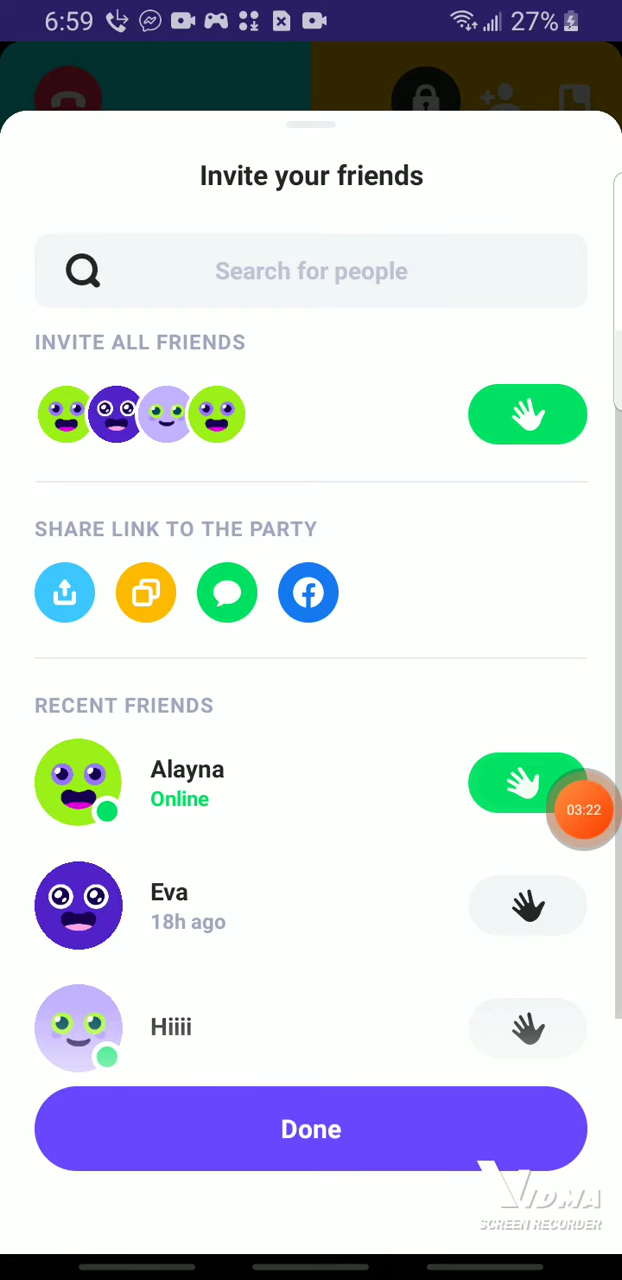 6:59
27%
Invite your friends
Search for people
INVITE ALL FRIENDS
SHARE LINK TO THE PARTY
RECENT FRIENDS
Alayna
Online
03:22
Eva
18h ago
Hiiii
Done
VIDMA
SCREEN RECORDER